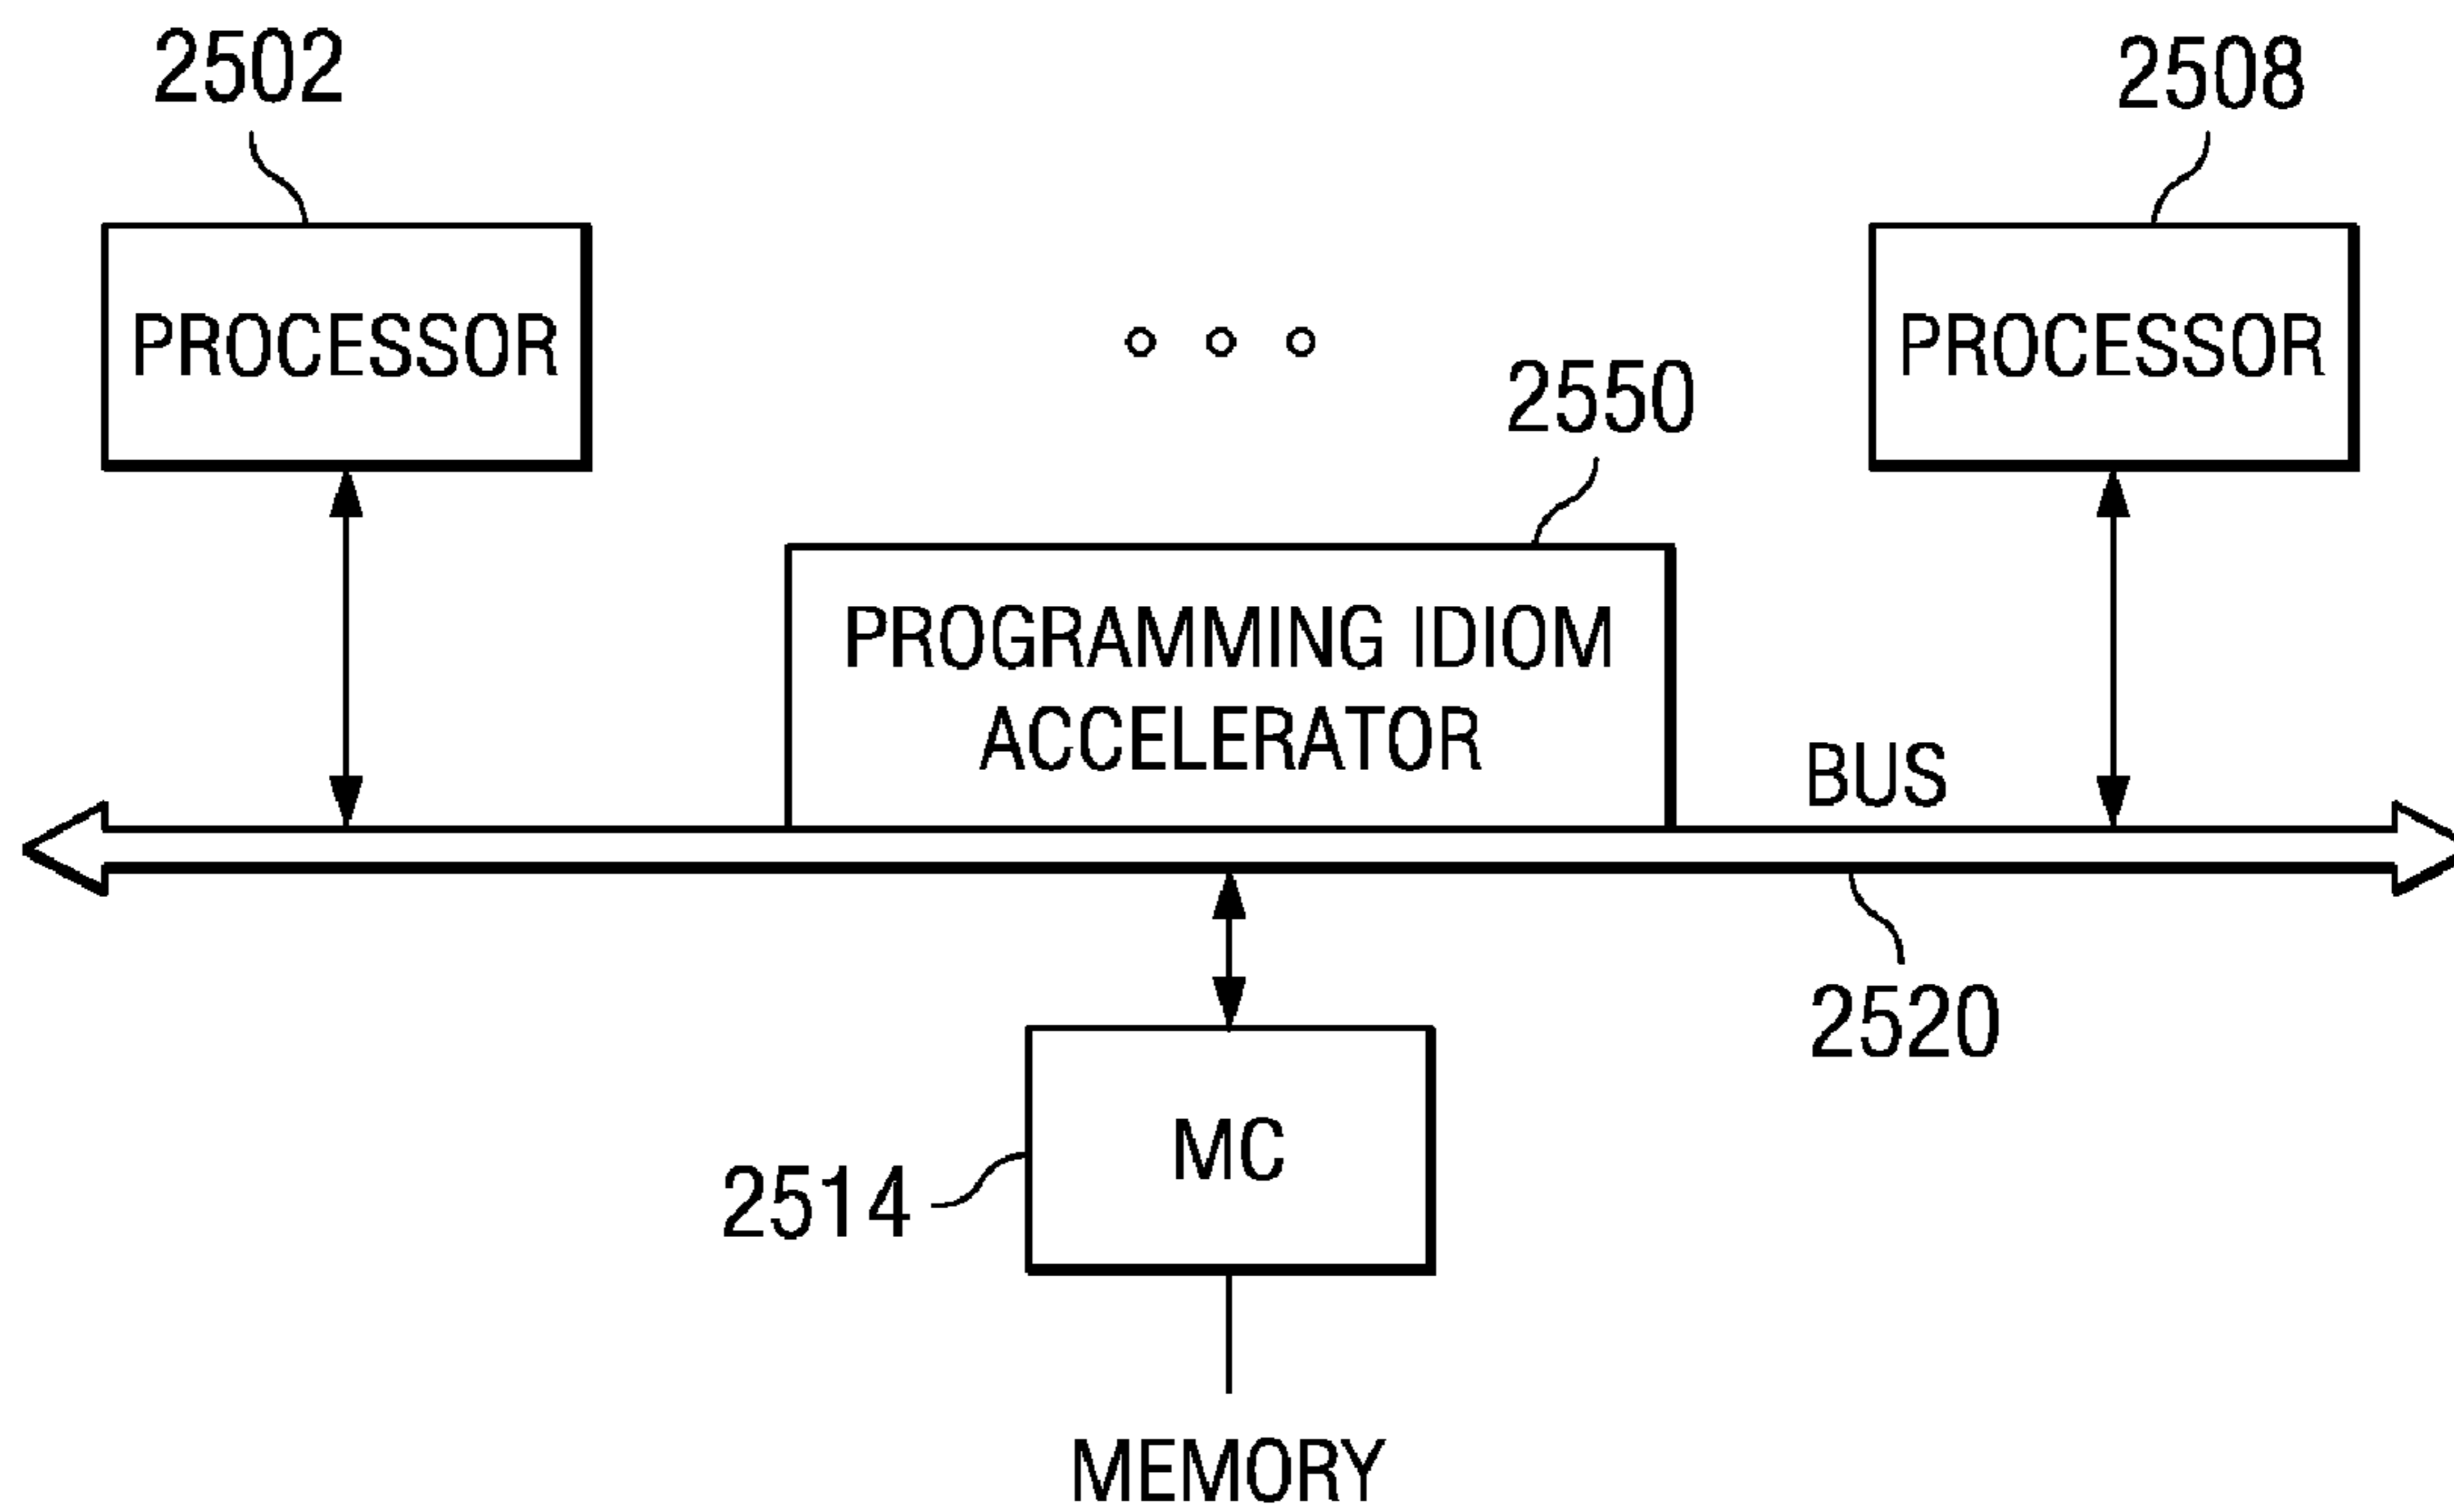 2502
2508
PROCESSOR
PROCESSOR
2550
PROGRAMMING IDIOM
ACCELERATOR
BUS
2520
MC
2514
MEMORY